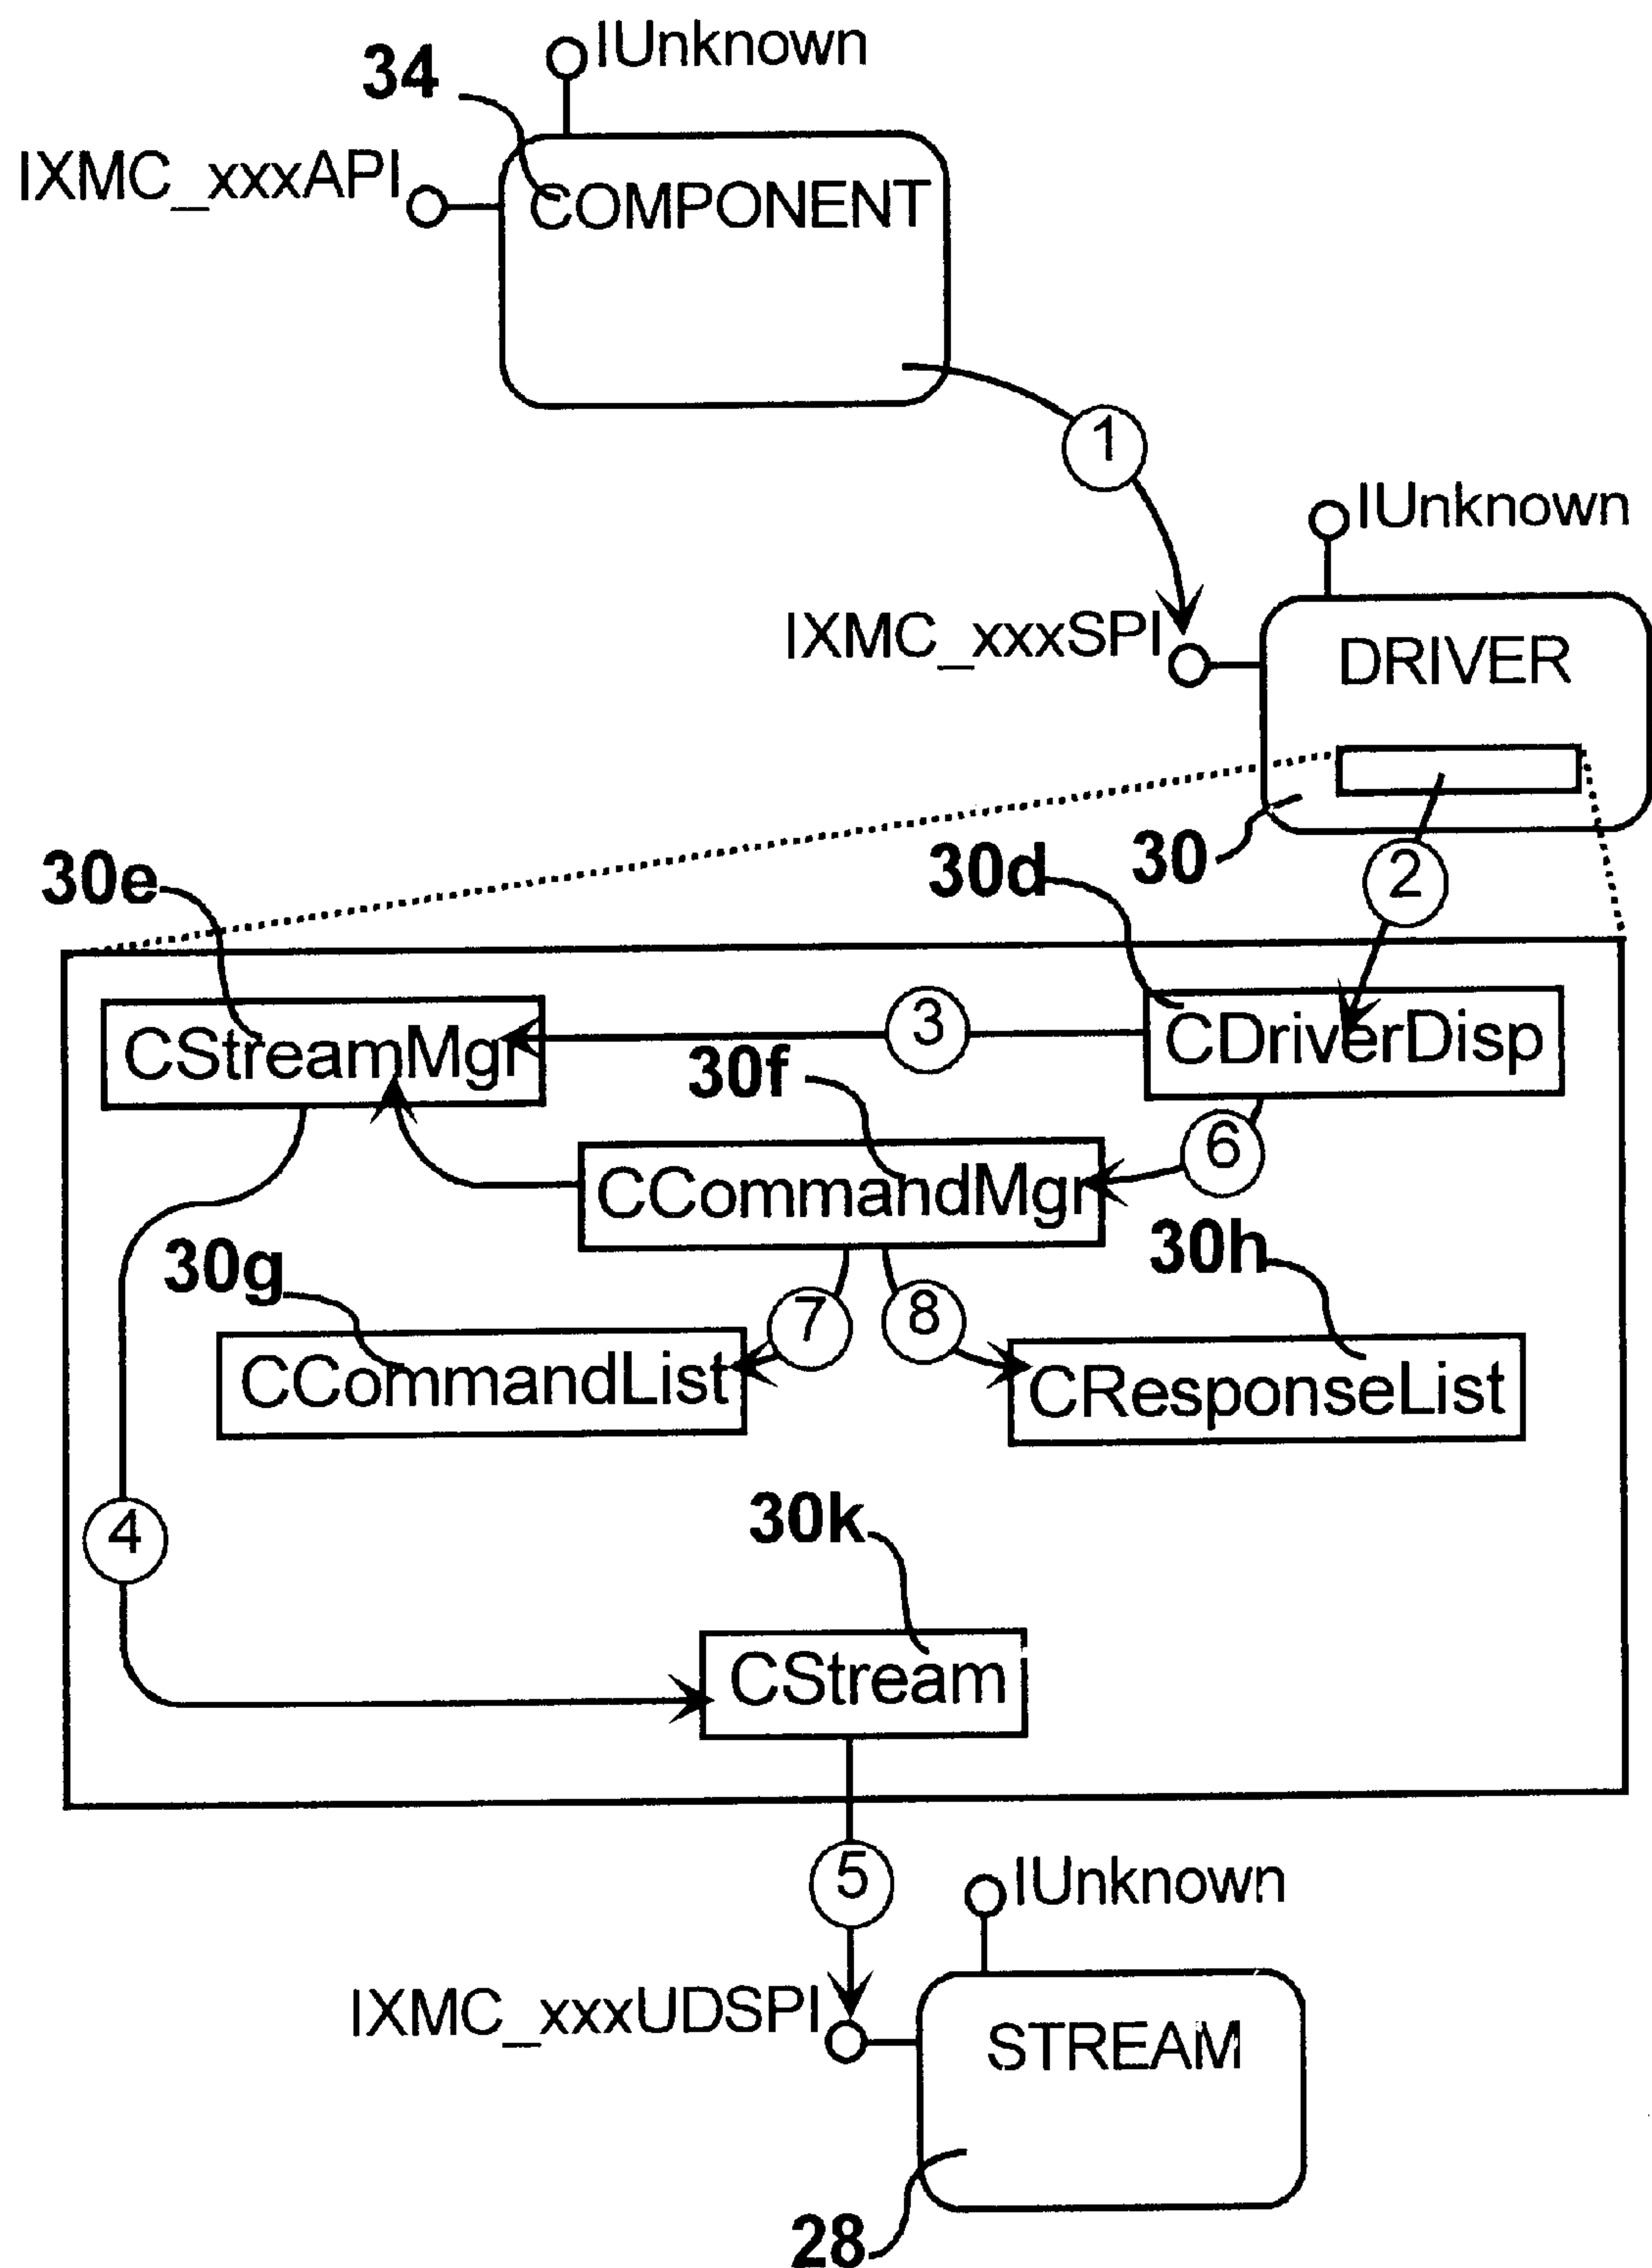 IUnknown
34
IXMC_xxxAPI
COMPONENT
1
IUnknown
IXMC_xxxSPI
DRIVER
30
2
30e
30d
CStreamMgr
3
CDriverDisp
30f
6
CCommandMgr
30g
30h
7
8
CCommandList
CResponseList
4
30k
CStream
5
IUnknown
IXMC_xxxUDSPI
STREAM
28